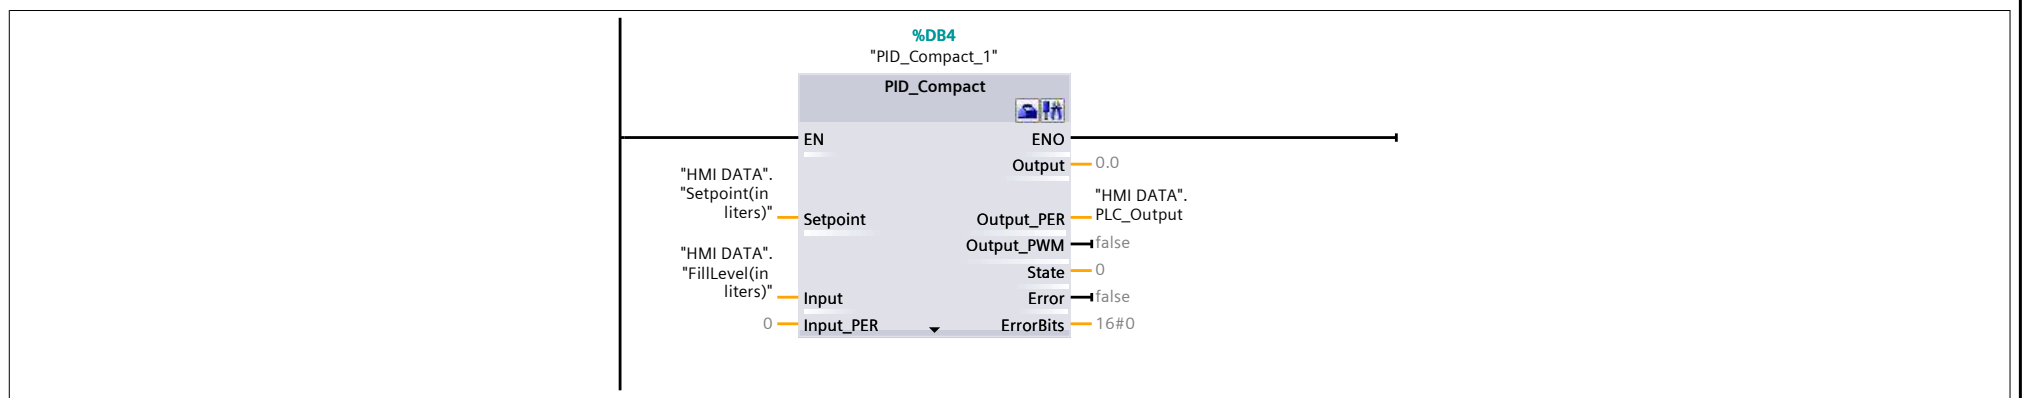 %DB4
"PID_Compact_1"
PID_Compact
EN
ENO
Output
0.0
"HMI DATA".
"Setpoint(in
liters)"
Setpoint
Output_PER
"HMI DATA".
PLC_Output
Output_PWM
false
"HMI DATA".
"FillLevel(in
liters)"
State
0
Input
Error
false
0
Input_PER
ErrorBits
16#0